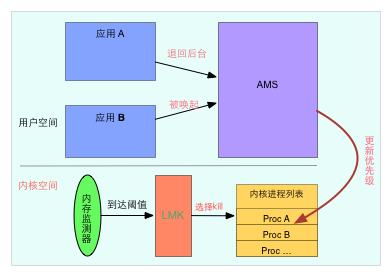 应用 A
退回后台
AMS
应用 B
被唤起
用户空间
更新优先级
内核空间
内存监测器
到达阈值
LMK
选择kill
内核进程列表
Proc A
Proc B
Proc ...